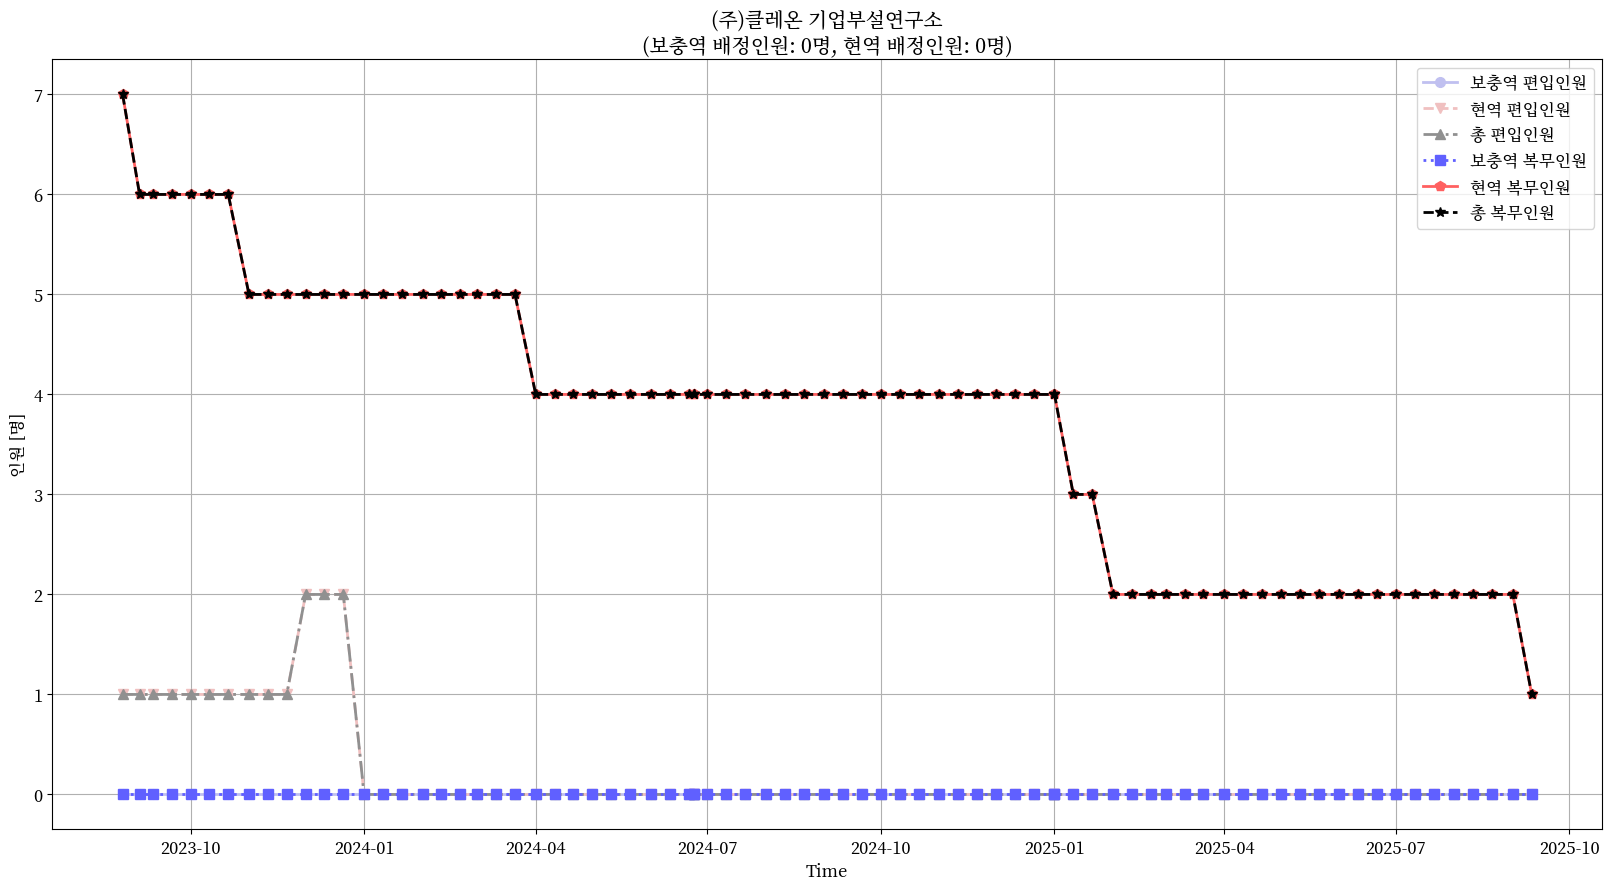 (주)클레온 기업부설연구소
(보충역 배정인원: 0명, 현역 배정인원: 0명)
보충역 편입인원
현역 편입인원
총 편입인원
보충역 복무인원
현역 복무인원
총 복무인원
인원 [명]
7
6
5
4
3
2
1
0
2023-10
2024-01
2024-04
2024-07
2024-10
2025-01
2025-04
2025-07
2025-10
Time